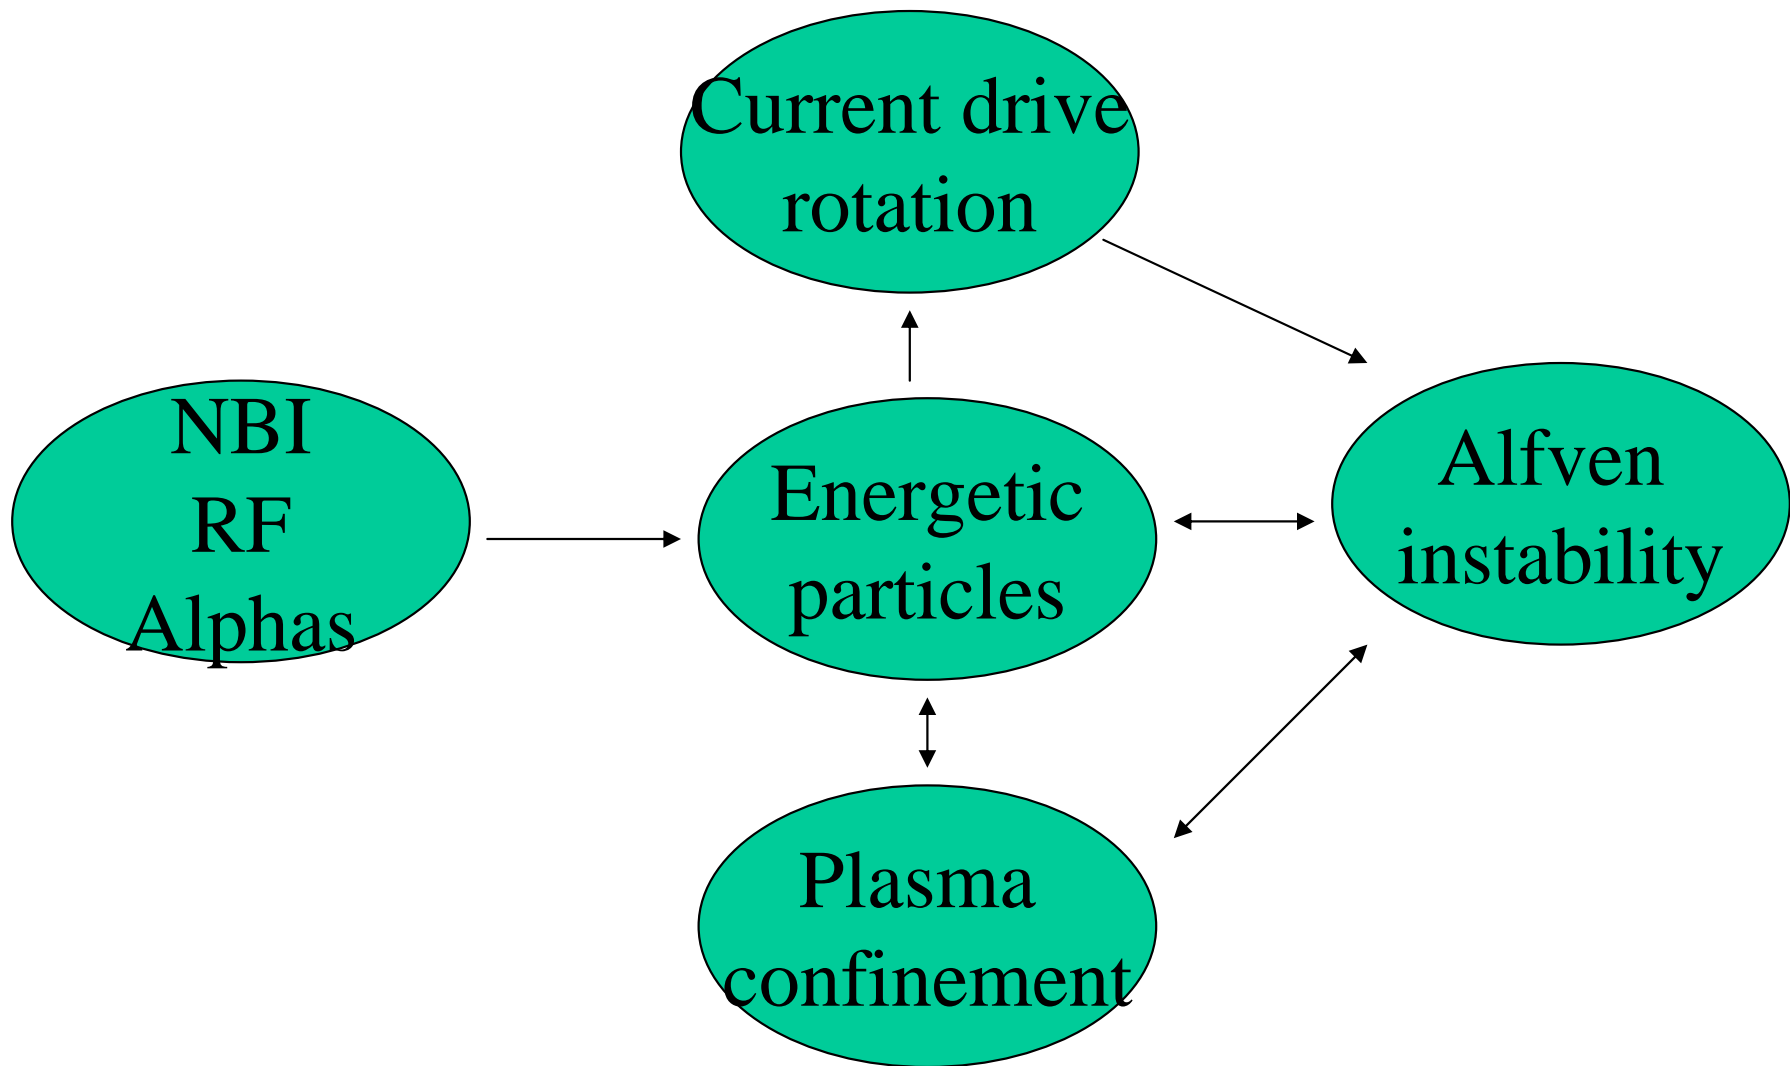 Current drive
rotation
NBI
RF
Alphas
Energetic
particles
Alfven
instability
Plasma
confinement